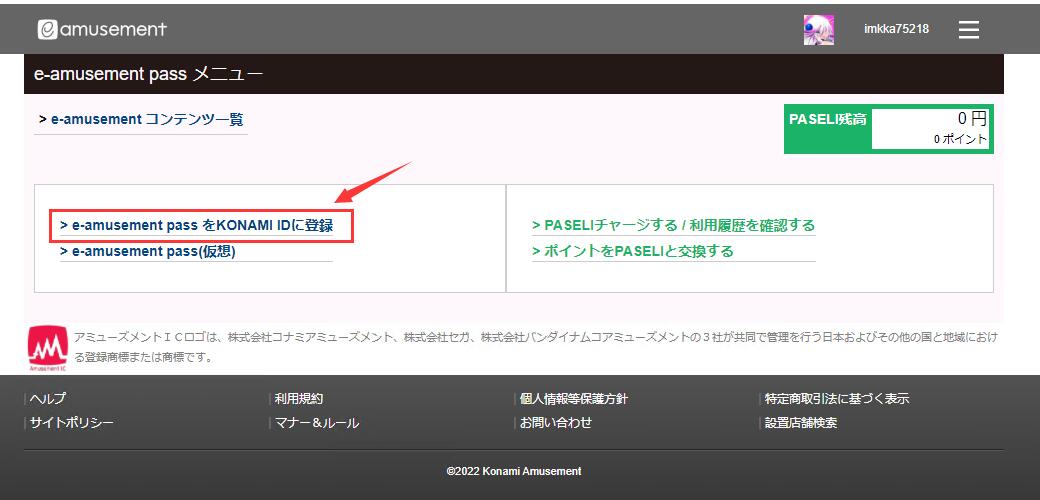 e amusement
imkka75218
e-amusement pass メニュー
> e-amusement コンテンツ一覧
PASELI残高
0 円
0 ポイント
> e-amusement pass をKONAMI IDに登録
> e-amusement pass(仮想)
> PASELIチャージする / 利用履歴を確認する
> ポイントをPASELIと交換する
アミューズメントＩＣロゴは、株式会社コナミアミューズメント、株式会社セガ、株式会社バンダイナムコアミューズメントの３社が共同で管理を行う日本およびその他の国と地域におけ
る登録商標または商標です。
Amusement IC
| ヘルプ
| 利用規約
| 個人情報等保護方針
| 特定商取引法に基づく表示
| サイトポリシー
| マナー＆ルール
| お問い合わせ
| 設置店舗検索
©2022 Konami Amusement